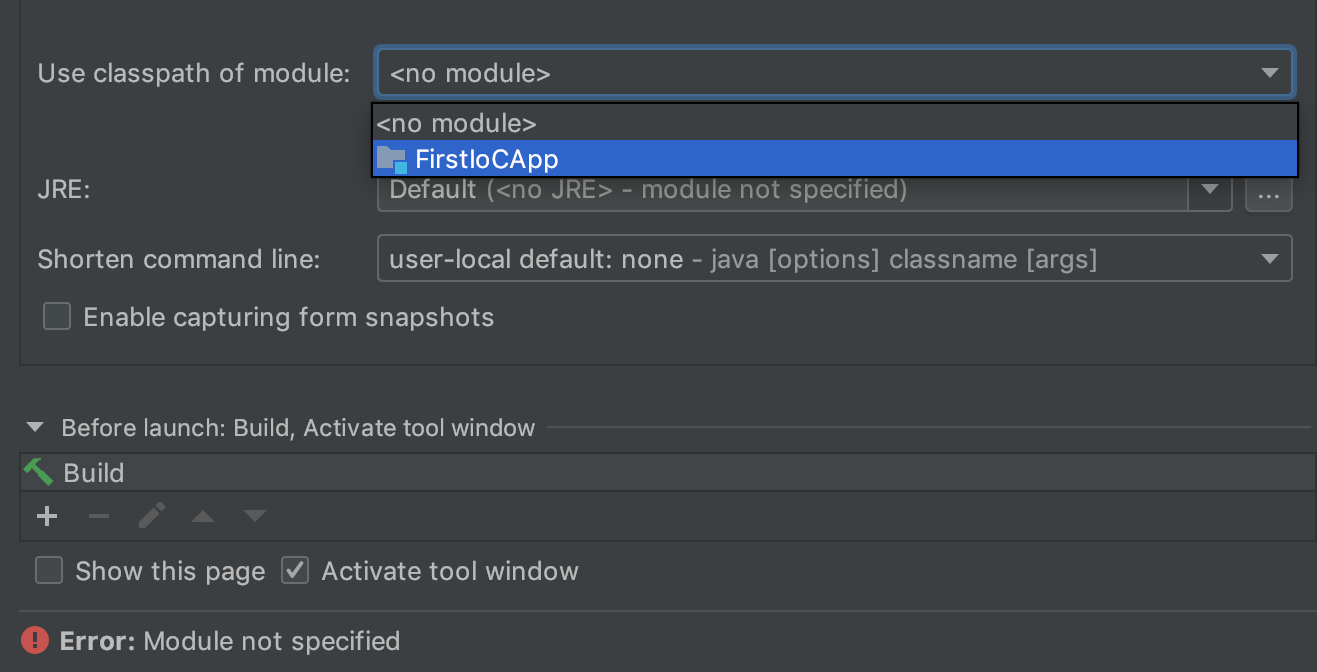 Use classpath of module: <no module>
<no module>
FirstIoCApp
JRE: Default (<no JRE> - module not specified) ...
Shorten command line: user-local default: none - java [options] classname [args]
Enable capturing form snapshots
Before launch: Build, Activate tool window
Build
Show this page Activate tool window
Error: Module not specified